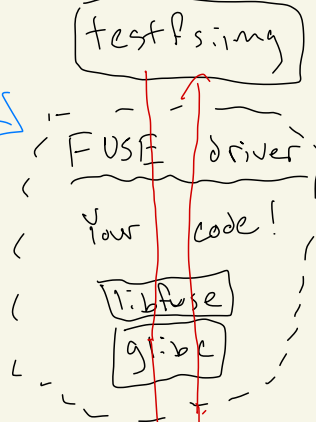 testfs.img
FUSE driver
Your code!
libfuse
glibc